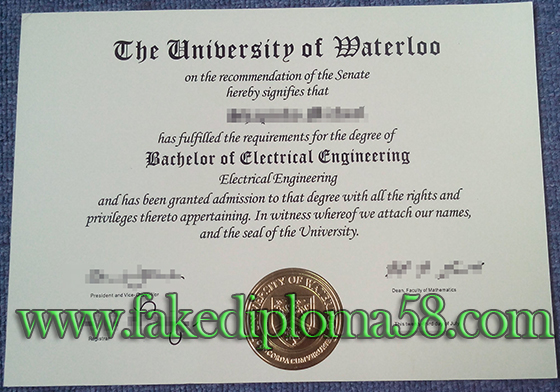 The University of Waterloo
on the recommendation of the Senate
hereby signifies that
has fulfilled the requirements for the degree of
Bachelor of Electrical Engineering
Electrical Engineering
and has been granted admission to that degree with all the rights and
privileges thereto appertaining. In witness whereof we attach our names,
and the seal of the University.
President and Vice-
Dean, Faculty of Mathematics
www.fakediploma58.com
Registrar